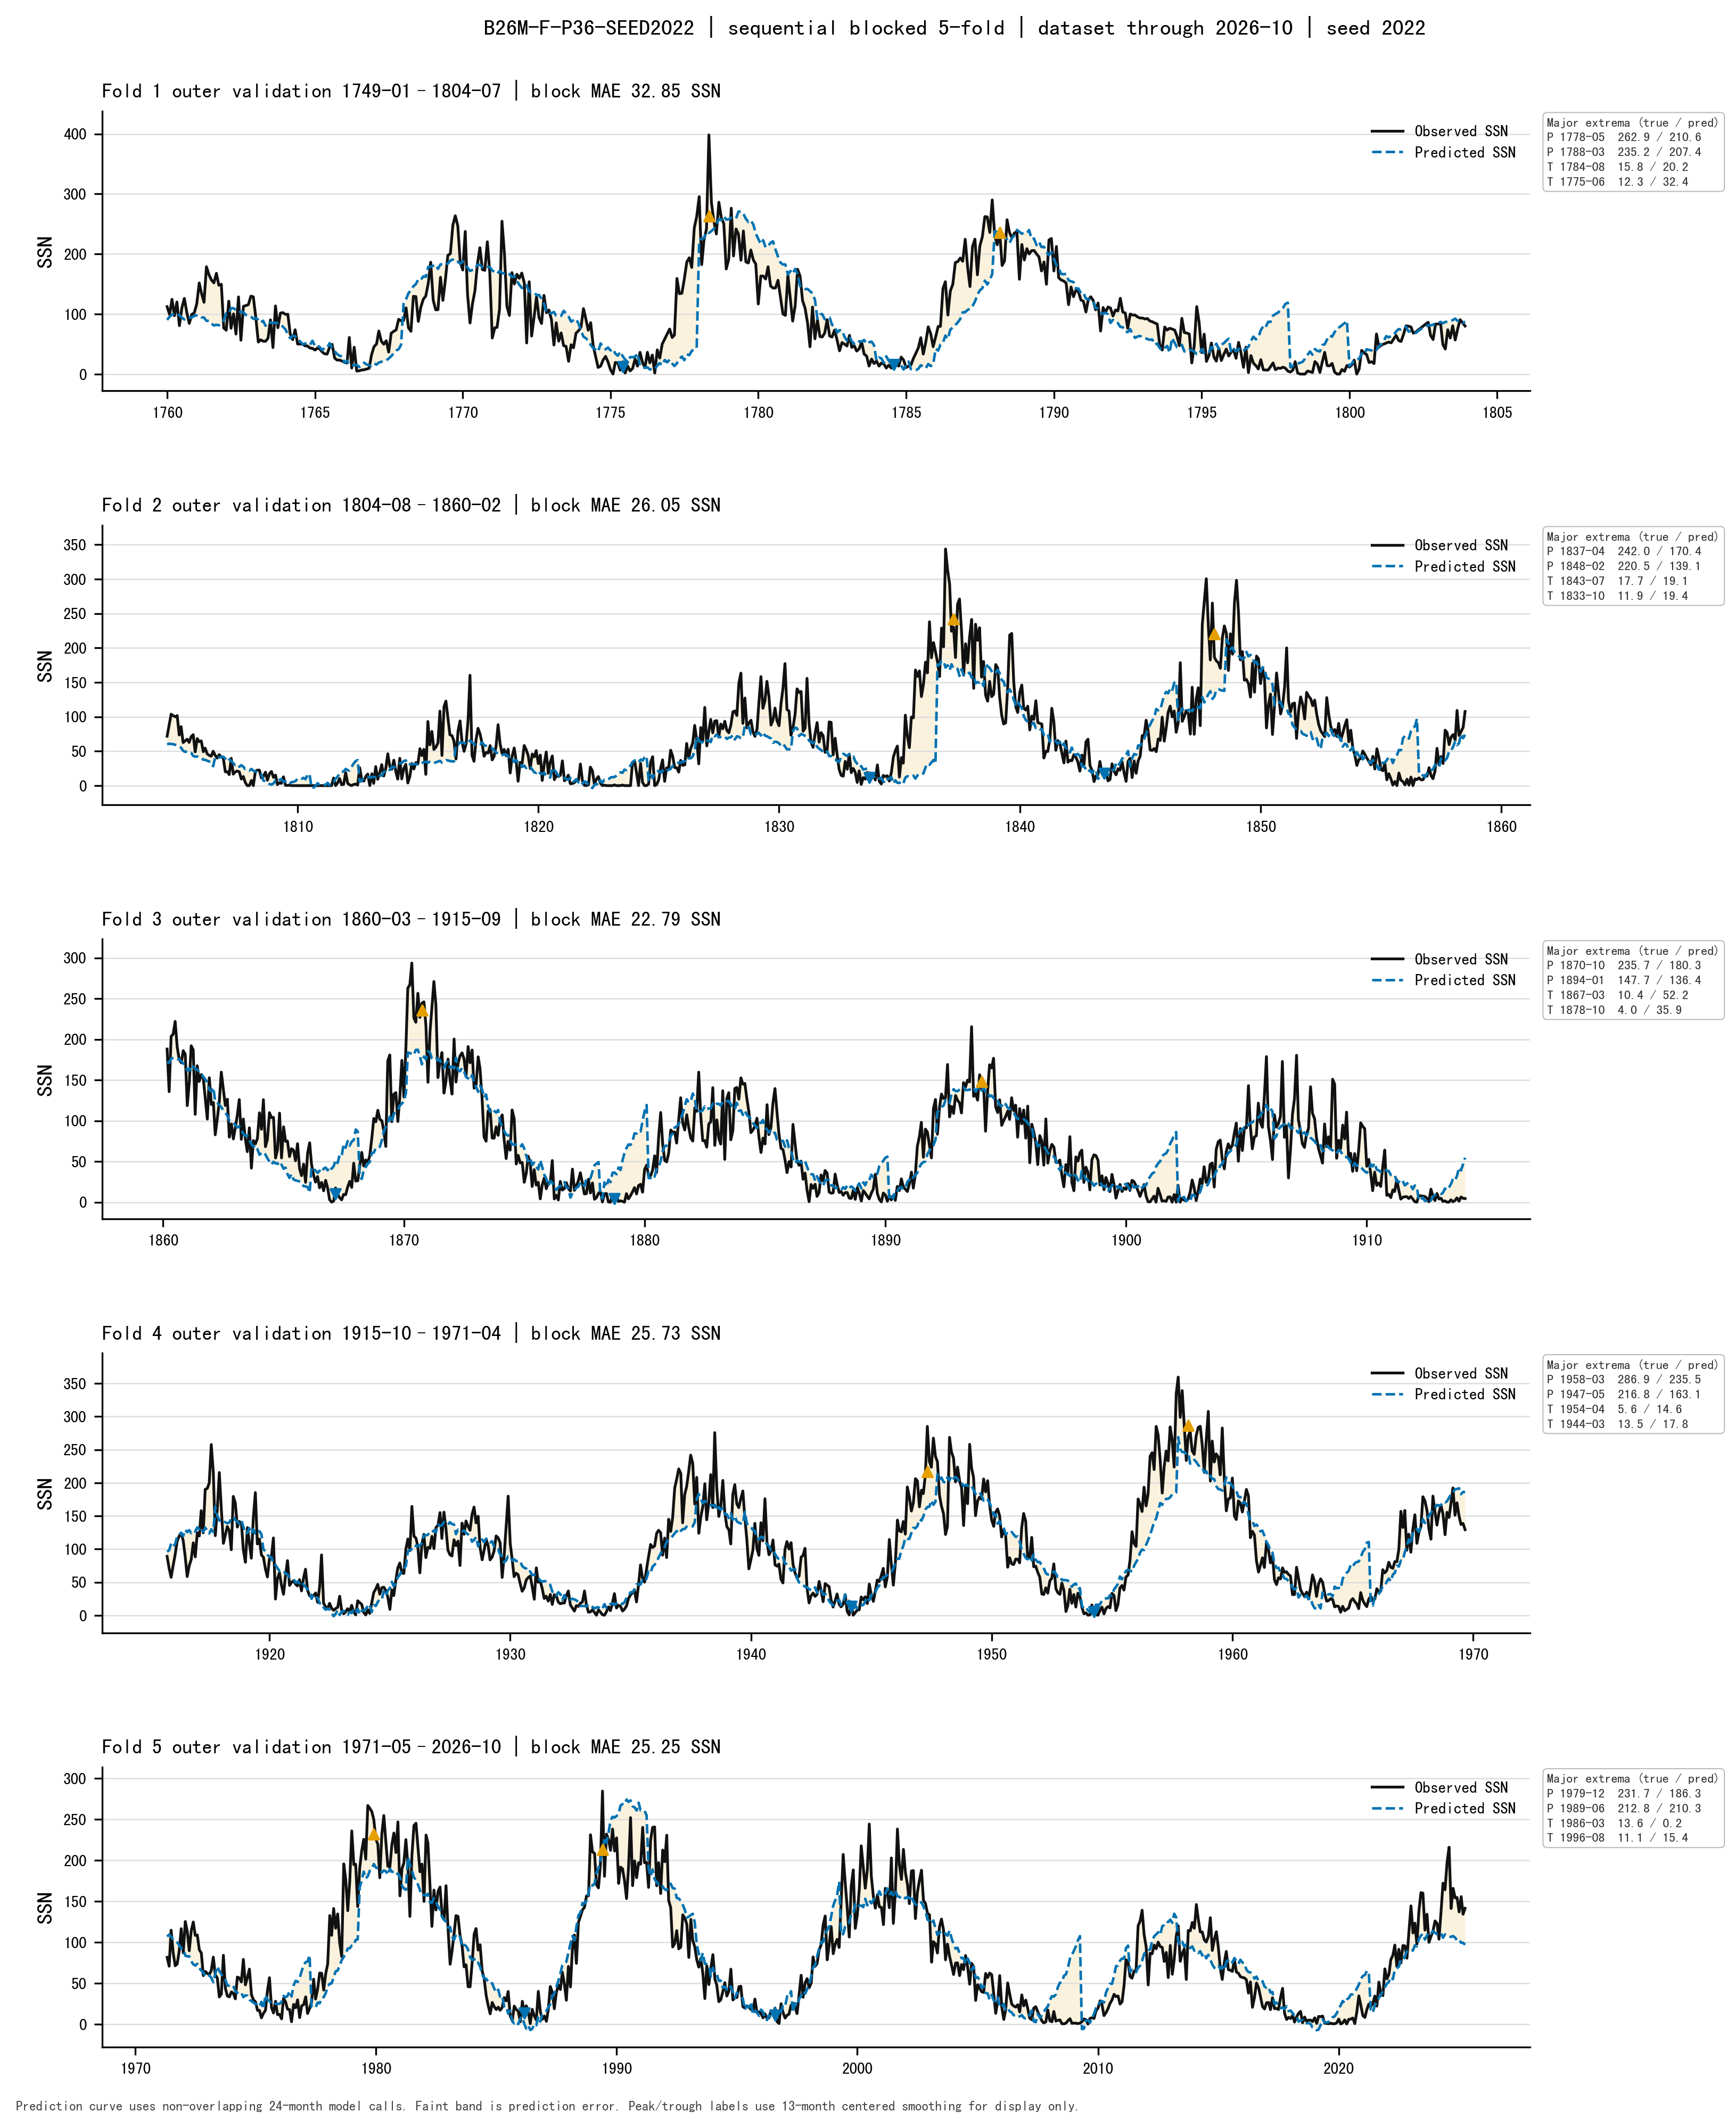 B26M-F-P36-SEED2022 | sequential blocked 5-fold | dataset through 2026-10 | seed 2022
Fold 1 outer validation 1749-01 – 1804-07 | block MAE 32.85 SSN
SSN
400
300
200
100
0
1760 1765 1770 1775 1780 1785 1790 1795 1800 1805
Observed SSN
Predicted SSN
Major extrema (true / pred)
P 1778-05 262.9 / 210.6
P 1788-03 235.2 / 207.4
T 1784-08 15.8 / 20.2
T 1775-06 12.3 / 32.4
Fold 2 outer validation 1804-08 – 1860-02 | block MAE 26.05 SSN
SSN
350
300
250
200
150
100
50
0
1810 1820 1830 1840 1850 1860
Observed SSN
Predicted SSN
Major extrema (true / pred)
P 1837-04 242.0 / 170.4
P 1848-02 220.5 / 139.1
T 1843-07 17.7 / 19.1
T 1833-10 11.9 / 19.4
Fold 3 outer validation 1860-03 – 1915-09 | block MAE 22.79 SSN
SSN
300
250
200
150
100
50
0
1860 1870 1880 1890 1900 1910
Observed SSN
Predicted SSN
Major extrema (true / pred)
P 1870-10 235.7 / 180.3
P 1894-01 147.7 / 136.4
T 1867-03 10.4 / 52.2
T 1878-10 4.0 / 35.9
Fold 4 outer validation 1915-10 – 1971-04 | block MAE 25.73 SSN
SSN
350
300
250
200
150
100
50
0
1920 1930 1940 1950 1960 1970
Observed SSN
Predicted SSN
Major extrema (true / pred)
P 1958-03 286.9 / 235.5
P 1947-05 216.8 / 163.1
T 1954-04 5.6 / 14.6
T 1944-03 13.5 / 17.8
Fold 5 outer validation 1971-05 – 2026-10 | block MAE 25.25 SSN
SSN
300
250
200
150
100
50
0
1970 1980 1990 2000 2010 2020
Observed SSN
Predicted SSN
Major extrema (true / pred)
P 1979-12 231.7 / 186.3
P 1989-06 212.8 / 210.3
T 1986-03 13.6 / 0.2
T 1996-08 11.1 / 15.4
Prediction curve uses non-overlapping 24-month model calls. Faint band is prediction error. Peak/trough labels use 13-month centered smoothing for display only.